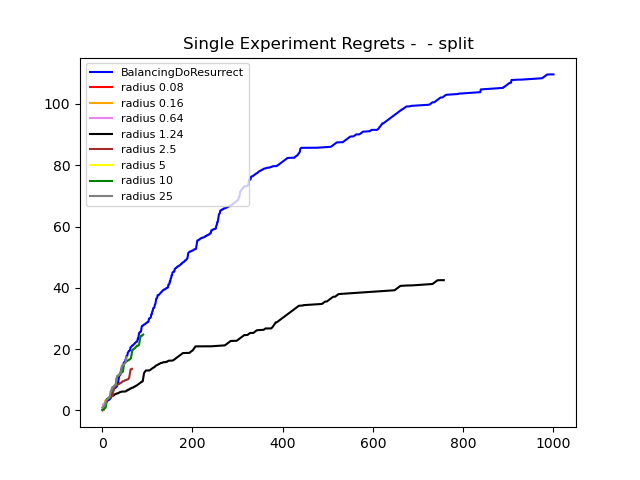 Single Experiment Regrets -  - split
BalancingDoResurrect
radius 0.08
radius 0.16
radius 0.64
radius 1.24
radius 2.5
radius 5
radius 10
radius 25
100
80
60
40
20
0
0 200 400 600 800 1000